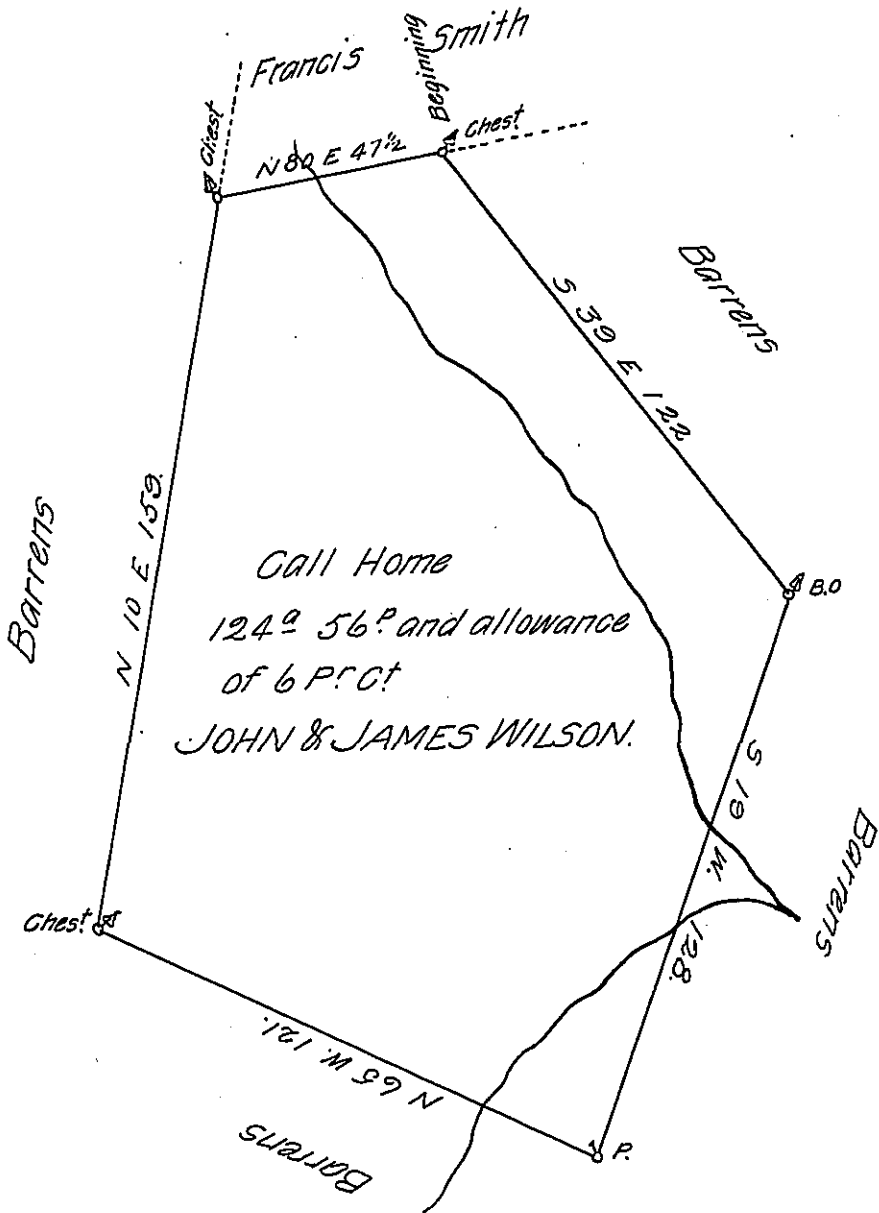 Francis Smith
Beginning
Chest
Chest
N 80 E 47½
Barrens
S 39 E 122
B.O
N 10 E 159.
Barrens
Call Home
124ª 56ᵖ and allowance
of 6 Pʳ Cᵗ
JOHN & JAMES WILSON.
S 19 W. 128.
Barrens
Chesᵗ
N 65 W. 121.
P.
Barrens